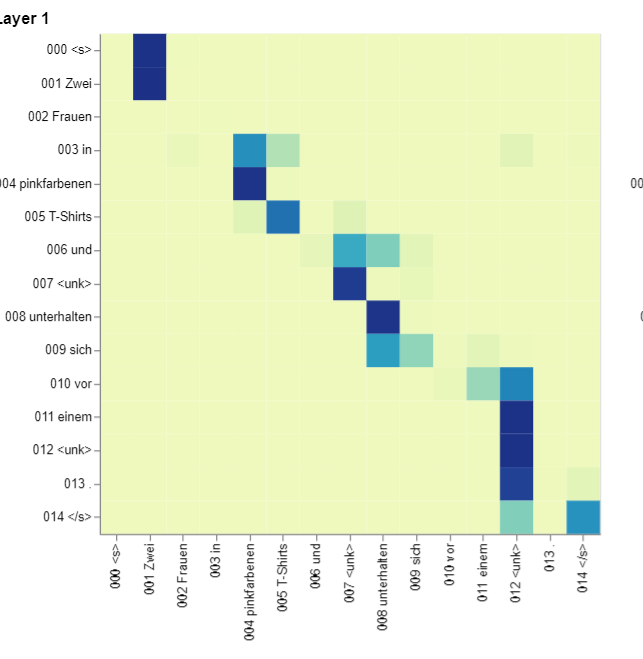 Layer 1
000 <s>
001 Zwei
002 Frauen
003 in
004 pinkfarbenen
005 T-Shirts
006 und
007 <unk>
008 unterhalten
009 sich
010 vor
011 einem
012 <unk>
013 .
014 </s>
000 <s>
001 Zwei
002 Frauen
003 in
004 pinkfarbenen
005 T-Shirts
006 und
007 <unk>
008 unterhalten
009 sich
010 vor
011 einem
012 <unk>
013 .
014 </s>